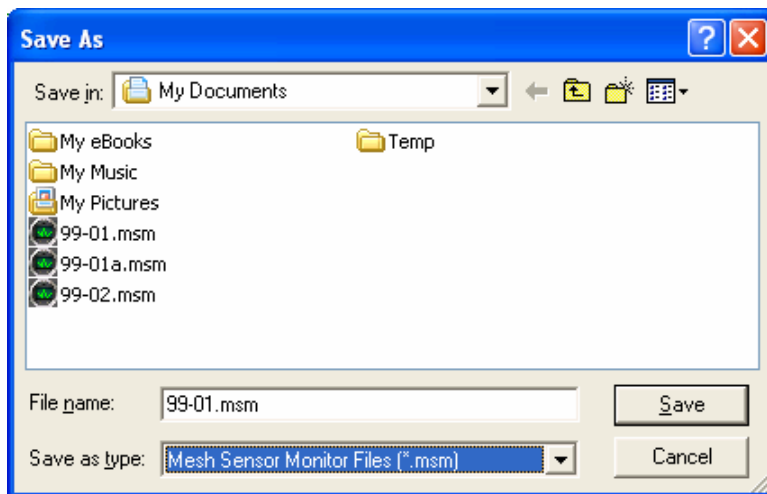 Save As
?
Save in: My Documents
My eBooks
Temp
My Music
My Pictures
99-01.msm
99-01a.msm
99-02.msm
File name: 99-01.msm
Save
Save as type: Mesh Sensor Monitor Files (*.msm)
Cancel